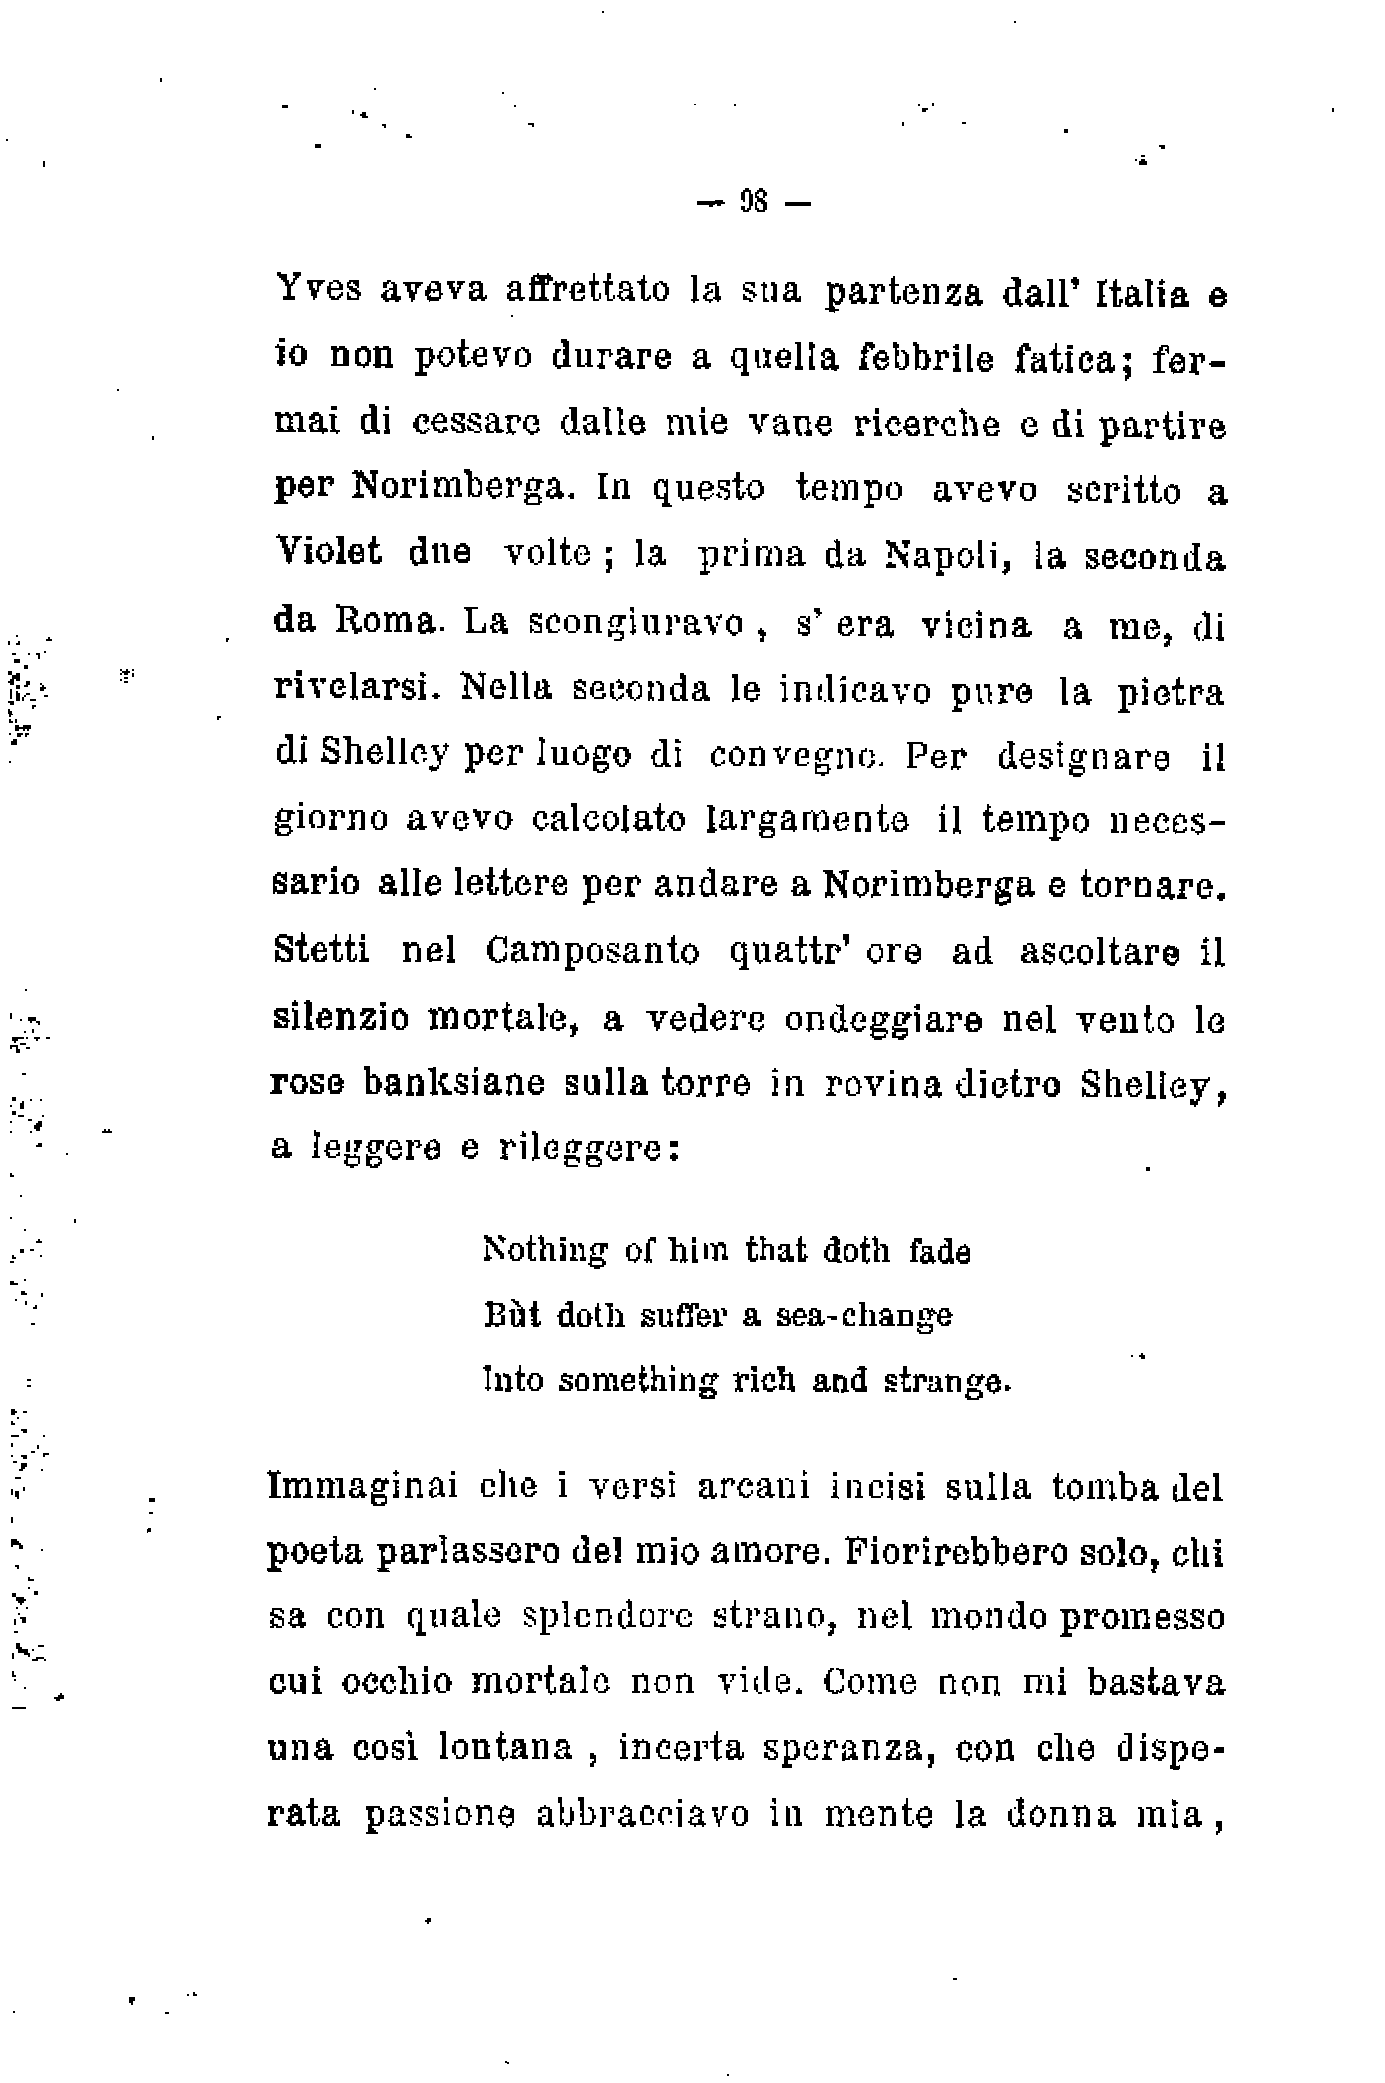 — 98 —
Yves aveva affrettato la sua partenza dall' Italia e
io non potevo durare a quella febbrile fatica; fer-
mai di cessare dalle mie vane ricerche e di partire
per Norimberga. In questo tempo avevo scritto a
Violet due volte ; la prima da Napoli, la seconda
da Roma. La scongiuravo , s' era vicina a me, di
rivelarsi. Nella seconda le indicavo pure la pietra
di Shelley per luogo di convegno. Per designare il
giorno avevo calcolato largamente il tempo neces-
sario alle lettere per andare a Norimberga e tornare.
Stetti nel Camposanto quattr' ore ad ascoltare il
silenzio mortale, a vedere ondeggiare nel vento le
rose banksiane sulla torre in rovina dietro Shelley,
a leggere e rileggere:
Nothing of him that doth fade
Bùt doth suffer a sea-change
Into something rich and strange.
Immaginai che i versi arcani incisi sulla tomba del
poeta parlassero del mio amore. Fiorirebbero solo, chi
sa con quale splendore strano, nel mondo promesso
cui occhio mortale non vide. Come non mi bastava
una così lontana , incerta speranza, con che dispe-
rata passione abbracciavo in mente la donna mia ,